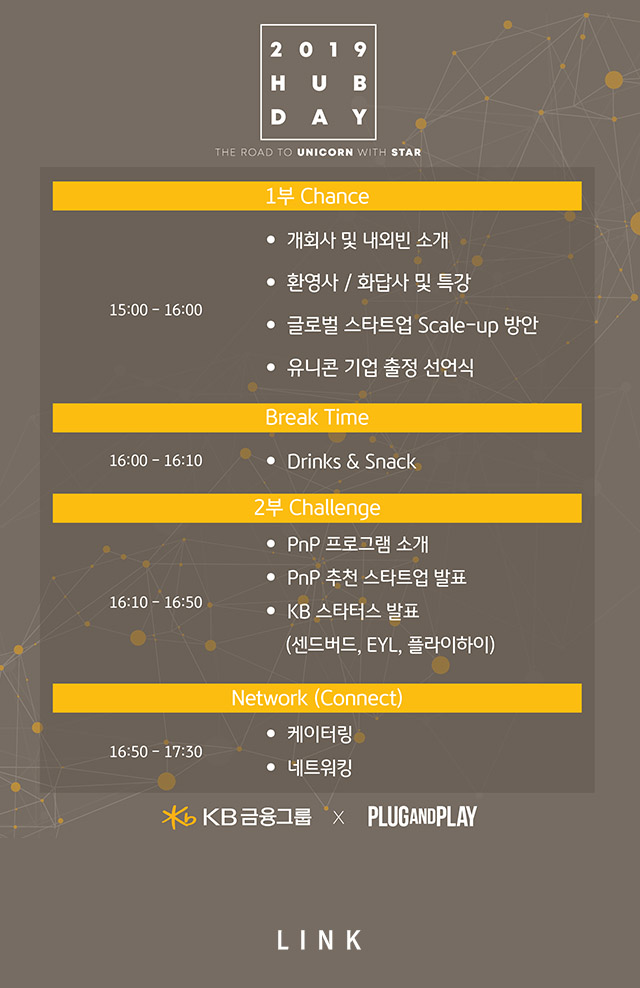 2019
HUB
DAY
THE ROAD TO UNICORN WITH STAR
1부 Chance
15:00 - 16:00
• 개회사 및 내외빈 소개
• 환영사 / 화답사 및 특강
• 글로벌 스타트업 Scale-up 방안
• 유니콘 기업 출정 선언식
Break Time
16:00 - 16:10
• Drinks & Snack
2부 Challenge
16:10 - 16:50
• PnP 프로그램 소개
• PnP 추천 스타트업 발표
• KB 스타터스 발표
(센드버드, EYL, 플라이하이)
Network (Connect)
16:50 - 17:30
• 케이터링
• 네트워킹
KB 금융그룹 X PLUGANDPLAY
LINK